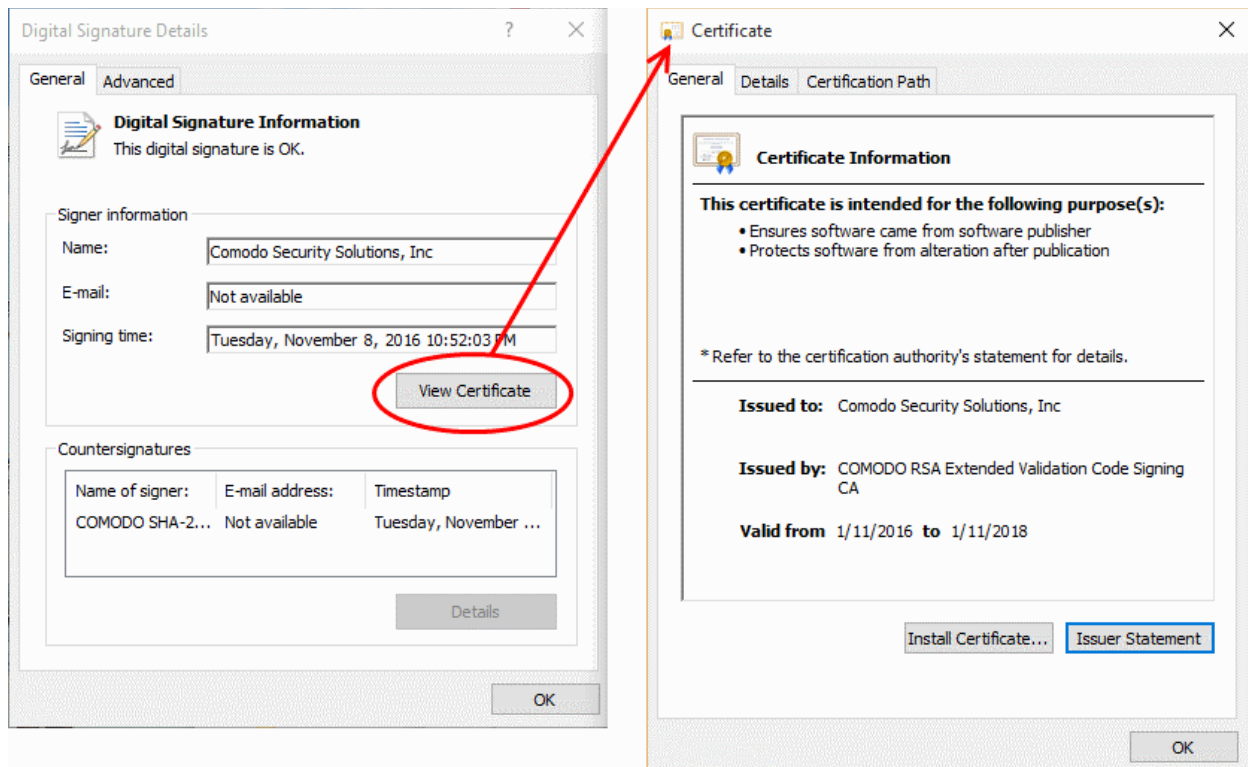 Digital Signature Details
General Advanced
Digital Signature Information
This digital signature is OK.
Signer information
Name: Comodo Security Solutions, Inc
E-mail: Not available
Signing time: Tuesday, November 8, 2016 10:52:03 PM
View Certificate
Countersignatures
Name of signer: E-mail address: Timestamp
COMODO SHA-2... Not available Tuesday, November ...
Details
OK
Certificate
General Details Certification Path
Certificate Information
This certificate is intended for the following purpose(s):
• Ensures software came from software publisher
• Protects software from alteration after publication
* Refer to the certification authority's statement for details.
Issued to: Comodo Security Solutions, Inc
Issued by: COMODO RSA Extended Validation Code Signing
CA
Valid from 1/11/2016 to 1/11/2018
Install Certificate... Issuer Statement
OK